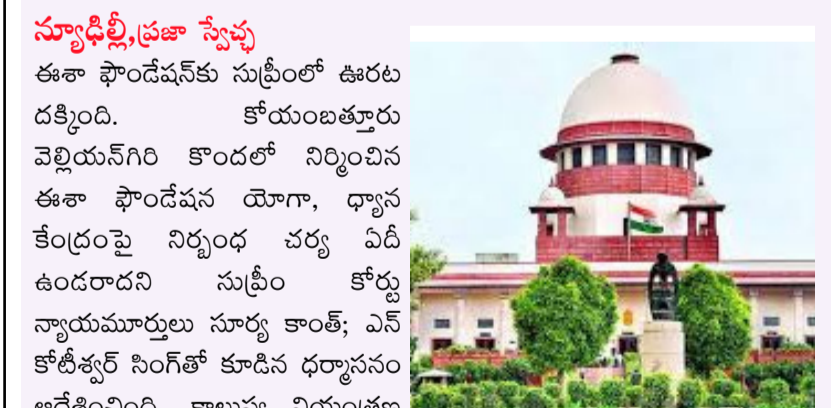 న్యూఢిల్లీ,ప్రజా స్వేచ్ఛ
ఈశా ఫౌండేషన్‌కు సుప్రీంలో ఊరట
దక్కింది. కోయంబత్తూరు
వెల్లియన్‌గిరి కొండలో నిర్మించిన
ఈశా ఫౌండేషన యోగా, ధ్యాన
కేంద్రంపై నిర్బంధ చర్య ఏదీ
ఉండరాదని సుప్రీం కోర్టు
న్యాయమూర్తులు సూర్య కాంత్; ఎన్
కోటీశ్వర్ సింగ్‌తో కూడిన ధర్మాసనం